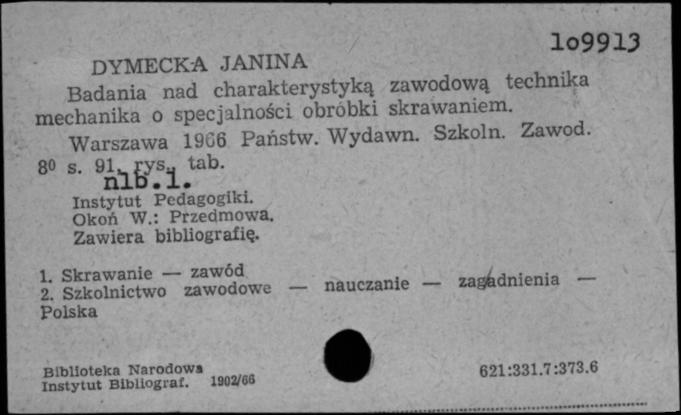 lo9913
DYMECKA JANINA
Badania nad charakterystyką zawodową technika
mechanika o specjalności obróbki skrawaniem.
Warszawa 1966 Państw. Wydawn. Szkoln. Zawod.
8⁰ s. 91, rys., tab.
nlb.1.
Instytut Pedagogiki.
Okoń W.: Przedmowa.
Zawiera bibliografię.
1. Skrawanie — zawód
2. Szkolnictwo zawodowe — nauczanie — zagadnienia —
Polska
Biblioteka Narodowa
Instytut Bibliograf. 1902/66
621:331.7:373.6